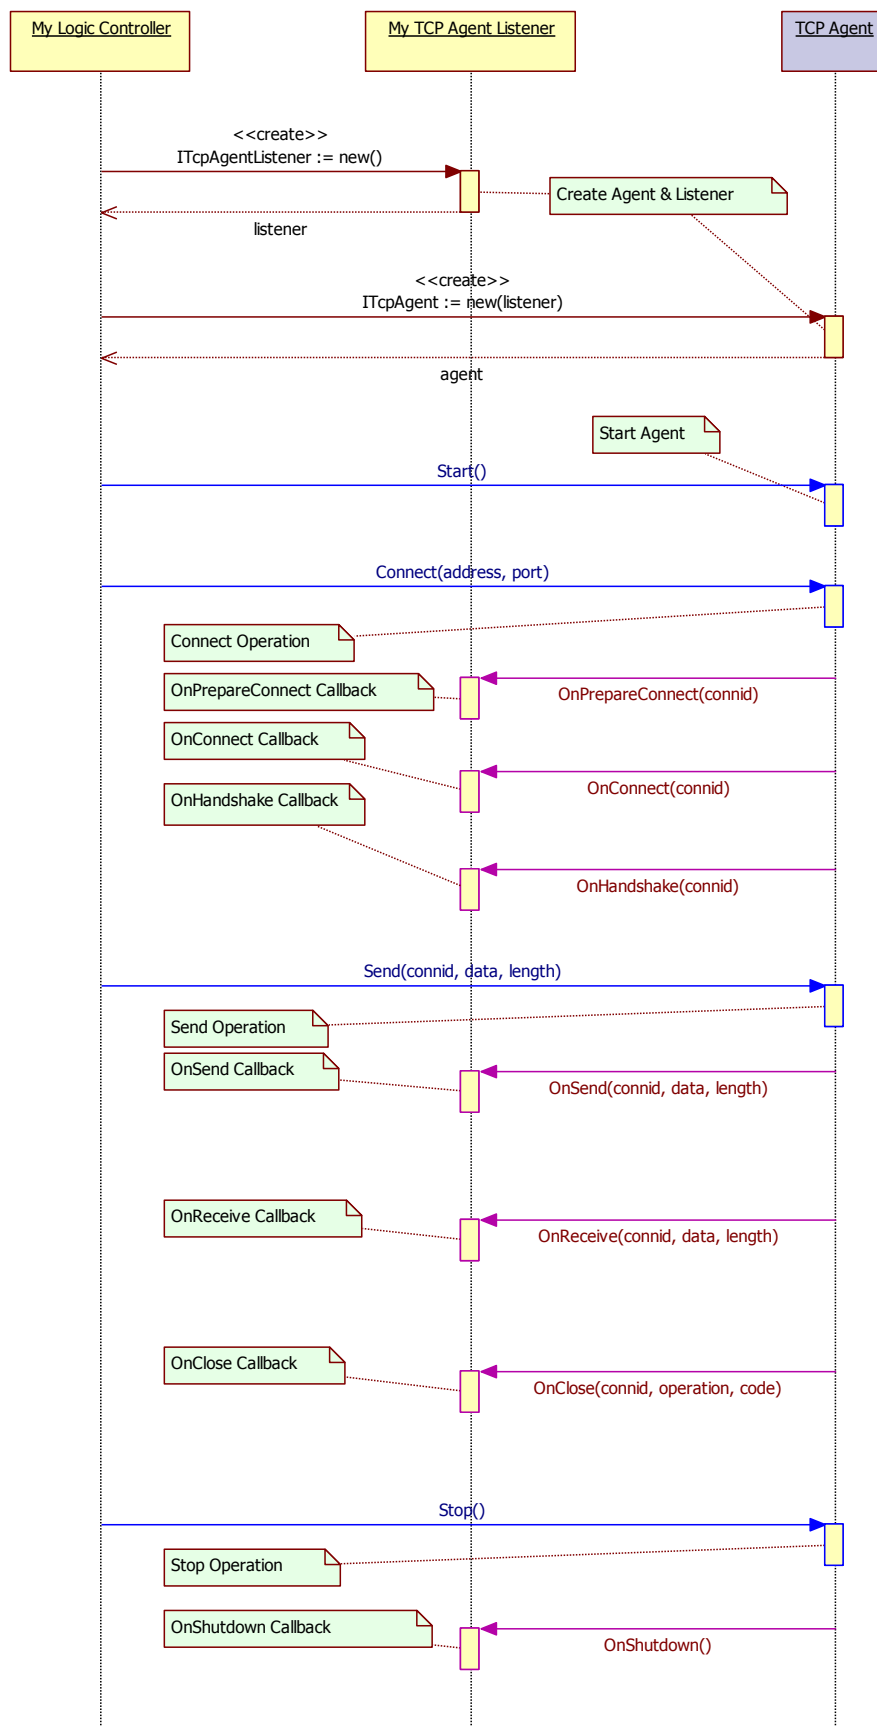 My Logic Controller
My TCP Agent Listener
TCP Agent
<<create>>
ITcpAgentListener := new()
Create Agent & Listener
listener
<<create>>
ITcpAgent := new(listener)
agent
Start Agent
Start()
Connect(address, port)
Connect Operation
OnPrepareConnect Callback
OnPrepareConnect(connid)
OnConnect Callback
OnConnect(connid)
OnHandshake Callback
OnHandshake(connid)
Send(connid, data, length)
Send Operation
OnSend Callback
OnSend(connid, data, length)
OnReceive Callback
OnReceive(connid, data, length)
OnClose Callback
OnClose(connid, operation, code)
Stop()
Stop Operation
OnShutdown Callback
OnShutdown()